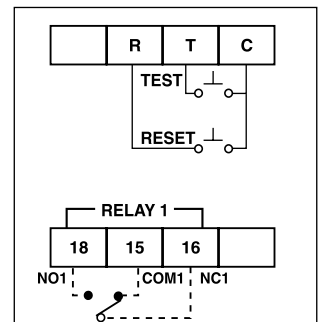 R T C
TEST
RESET
RELAY 1
18 15 16
NO1 COM1 NC1